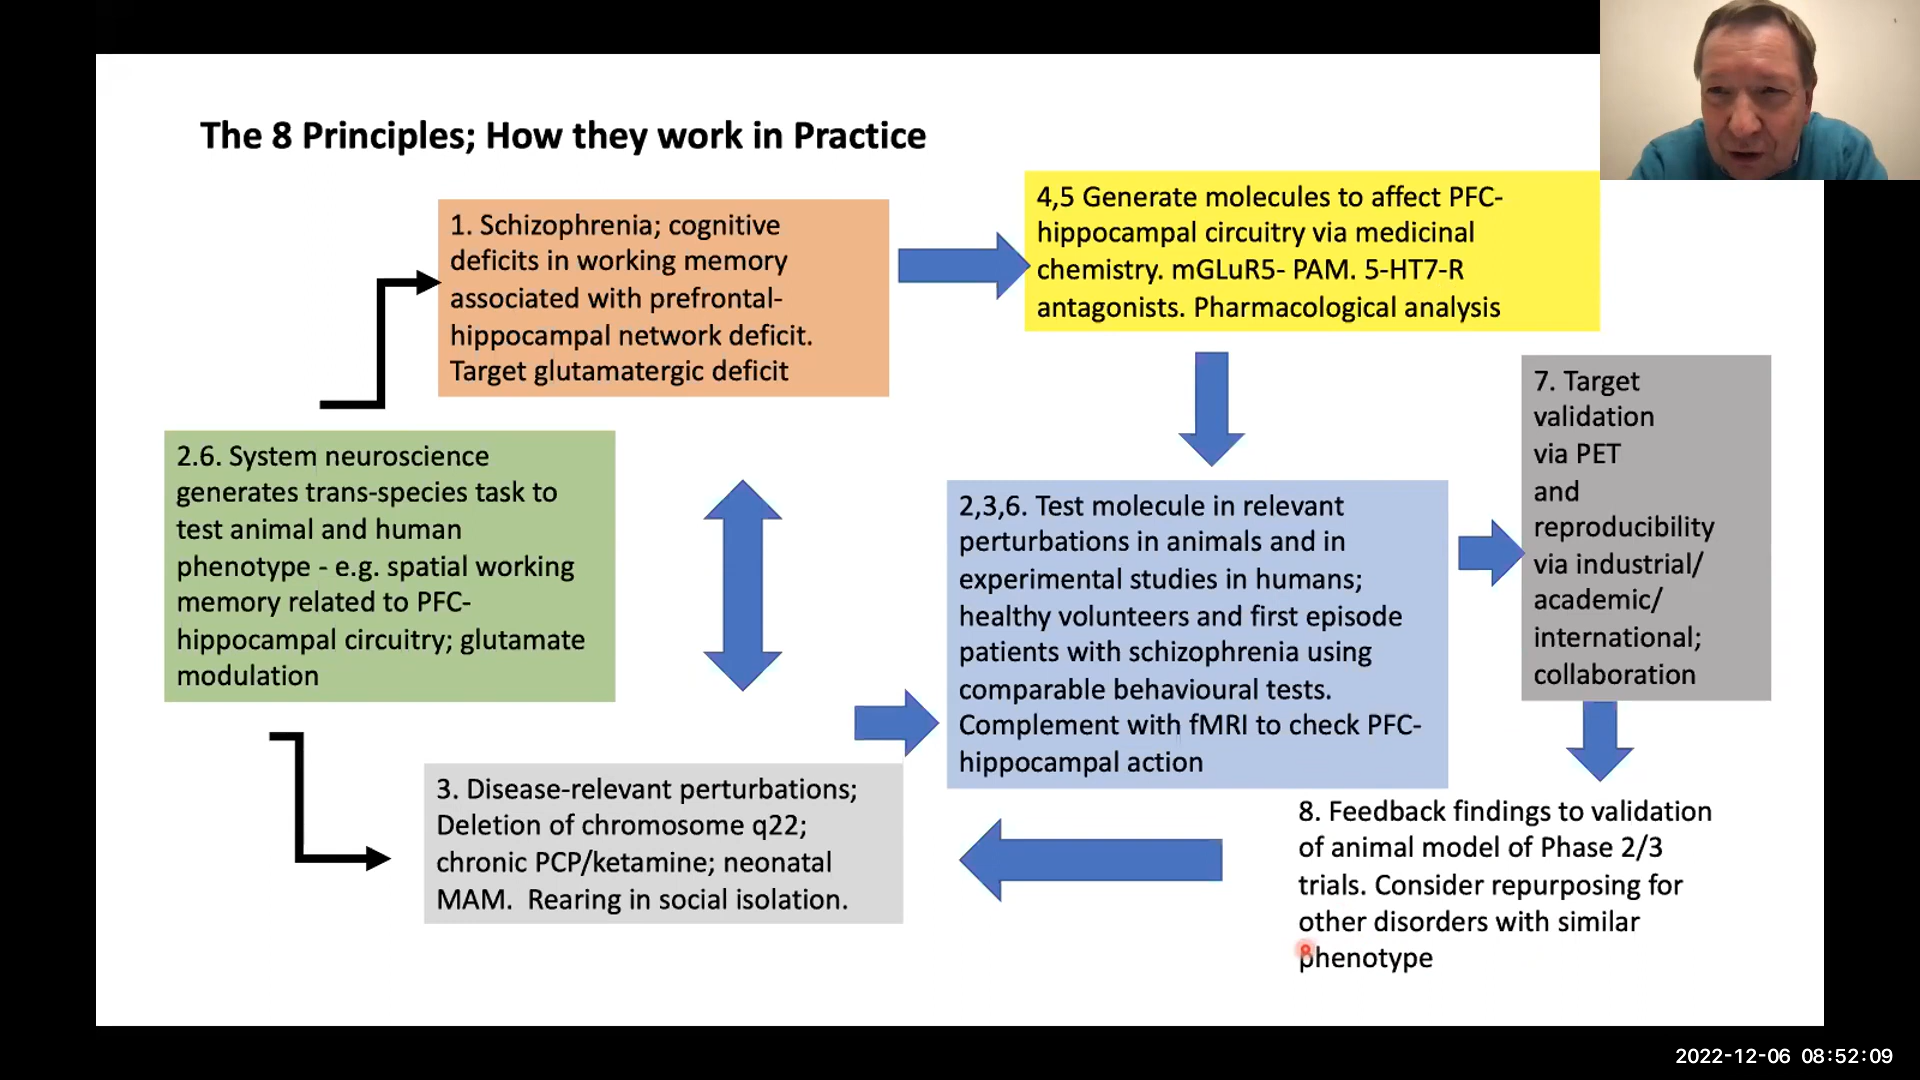 The 8 Principles; How they work in Practice
1. Schizophrenia; cognitive
deficits in working memory
associated with prefrontal-
hippocampal network deficit.
Target glutamatergic deficit
4,5 Generate molecules to affect PFC-
hippocampal circuitry via medicinal
chemistry. mGLuR5- PAM. 5-HT7-R
antagonists. Pharmacological analysis
2.6. System neuroscience
generates trans-species task to
test animal and human
phenotype - e.g. spatial working
memory related to PFC-
hippocampal circuitry; glutamate
modulation
2,3,6. Test molecule in relevant
perturbations in animals and in
experimental studies in humans;
healthy volunteers and first episode
patients with schizophrenia using
comparable behavioural tests.
Complement with fMRI to check PFC-
hippocampal action
7. Target
validation
via PET
and
reproducibility
via industrial/
academic/
international;
collaboration
3. Disease-relevant perturbations;
Deletion of chromosome q22;
chronic PCP/ketamine; neonatal
MAM.  Rearing in social isolation.
8. Feedback findings to validation
of animal model of Phase 2/3
trials. Consider repurposing for
other disorders with similar
phenotype
2022-12-06 08:52:09